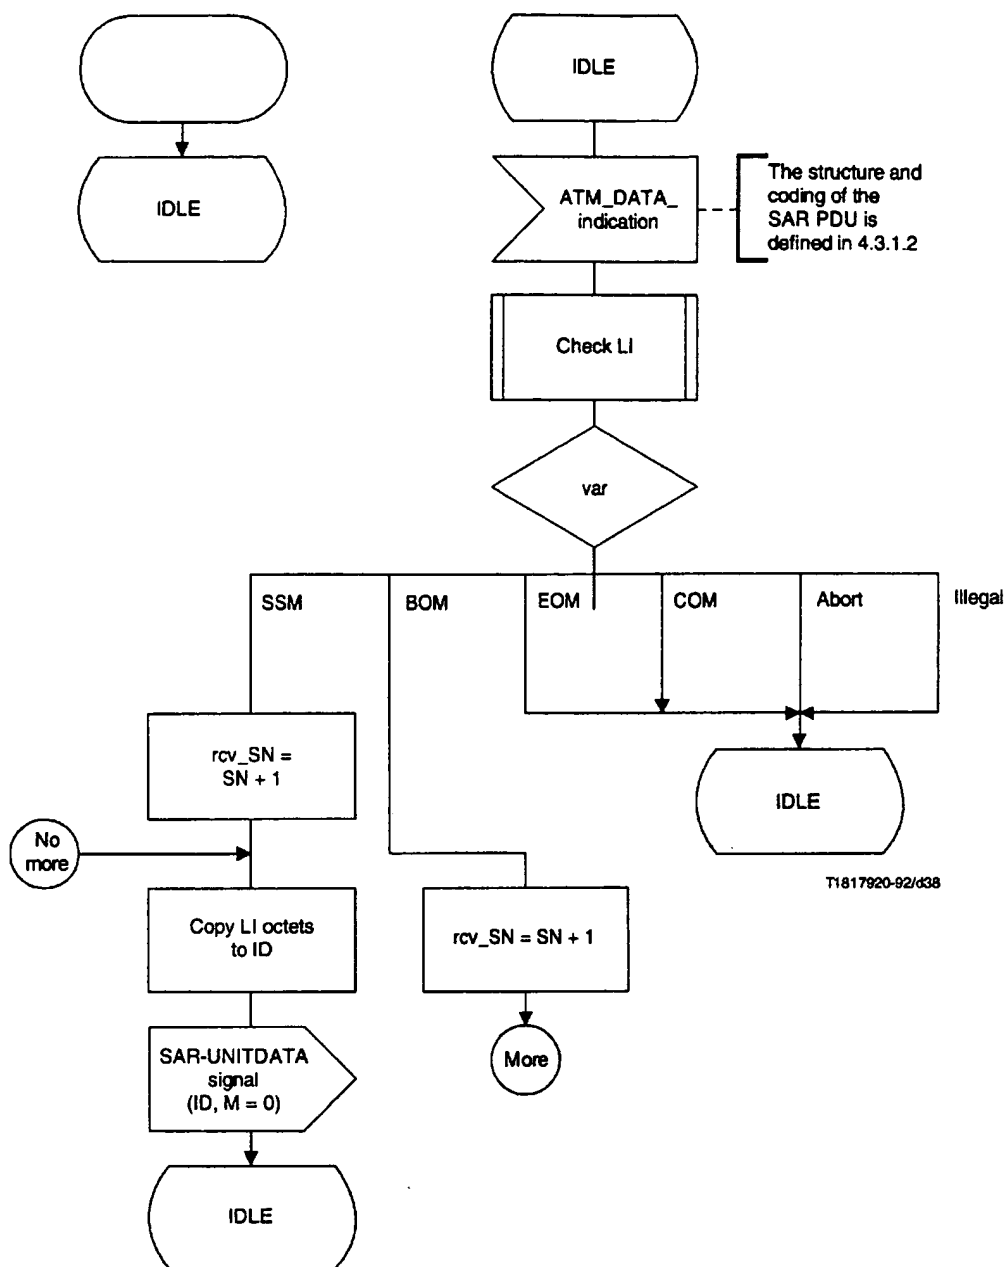 IDLE
IDLE
ATM_DATA_
indication
The structure and
coding of the
SAR PDU is
defined in 4.3.1.2
Check LI
var
SSM
BOM
EOM
COM
Abort
Illegal
rcv_SN =
SN + 1
IDLE
No
more
T1817920-92/d38
Copy LI octets
to ID
rcv_SN = SN + 1
SAR-UNITDATA
signal
(ID, M = 0)
More
IDLE